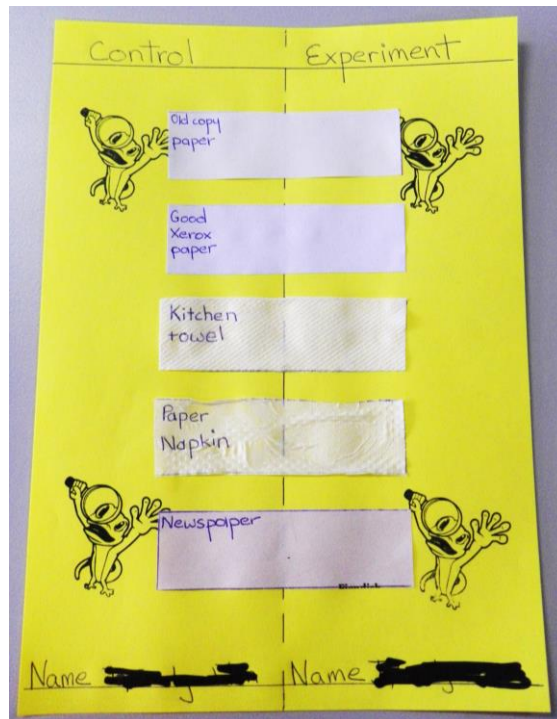 Control Experiment
Old copy
paper
Good
Xerox
paper
Kitchen
towel
Paper
Napkin
Newspaper
Name Name